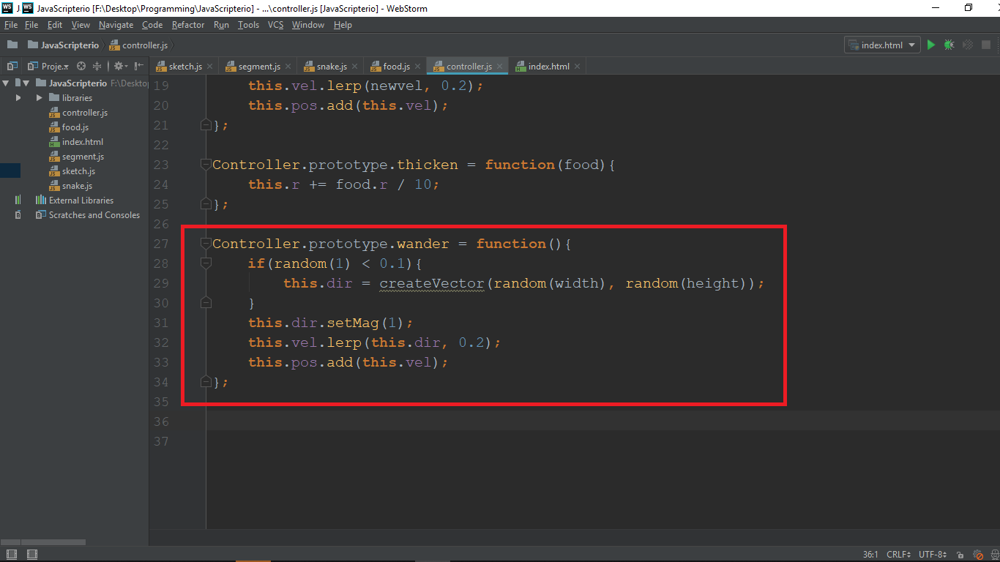 JavaScripterio [F:\Desktop\Programming\JavaScripterio] - ...\controller.js [JavaScripterio] - WebStorm
File File Edit View Navigate Code Refactor Run Tools VCS Window Help
JavaScripterio controller.js index.html
Proje.. sketch.js segment.js snake.js food.js controller.js index.html
JavaScripterio F:\Deskto
libraries
controller.js
food.js
index.html
segment.js
sketch.js
snake.js
External Libraries
Scratches and Consoles
19 this.vel.lerp(newvel, 0.2);
20 this.pos.add(this.vel);
21 };
22
23 Controller.prototype.thicken = function(food){
24 this.r += food.r / 10;
25 };
26
27 Controller.prototype.wander = function(){
28 if(random(1) < 0.1){
29 this.dir = createVector(random(width), random(height));
30 }
31 this.dir.setMag(1);
32 this.vel.lerp(this.dir, 0.2);
33 this.pos.add(this.vel);
34 };
35
36
37
36:1 CRLF UTF-8